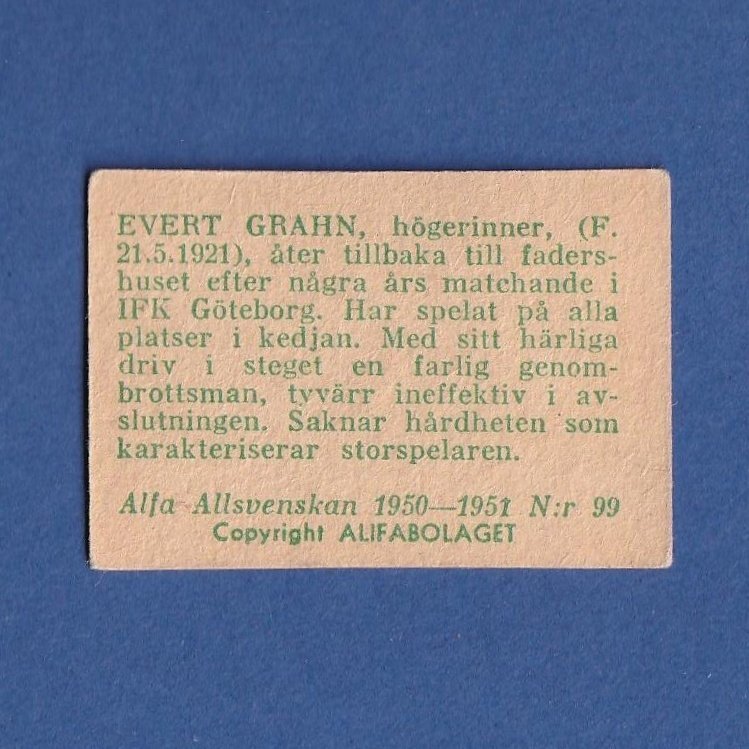 EVERT GRAHN, högerinner, (F.
21.5.1921), åter tillbaka till faders-
huset efter några års matchande i
IFK Göteborg. Har spelat på alla
platser i kedjan. Med sitt härliga
driv i steget en farlig genom-
brottsman, tyvärr ineffektiv i av-
slutningen. Saknar hårdheten som
karakteriserar storspelaren.
Alfa Allsvenskan 1950—1951 N:r 99
Copyright ALIFABOLAGET